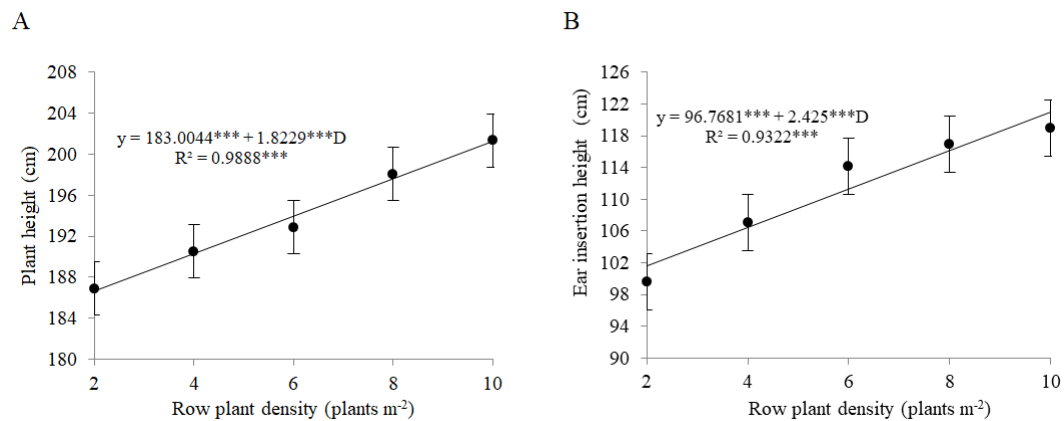 A
Plant height (cm)
208
204
200
196
192
188
184
180
y = 183.0044*** + 1.8229***D
R² = 0.9888***
2 4 6 8 10
Row plant density (plants m⁻²)
B
Ear insertion height (cm)
126
122
118
114
110
106
102
98
94
90
y = 96.7681*** + 2.425***D
R² = 0.9322***
2 4 6 8 10
Row plant density (plants m⁻²)